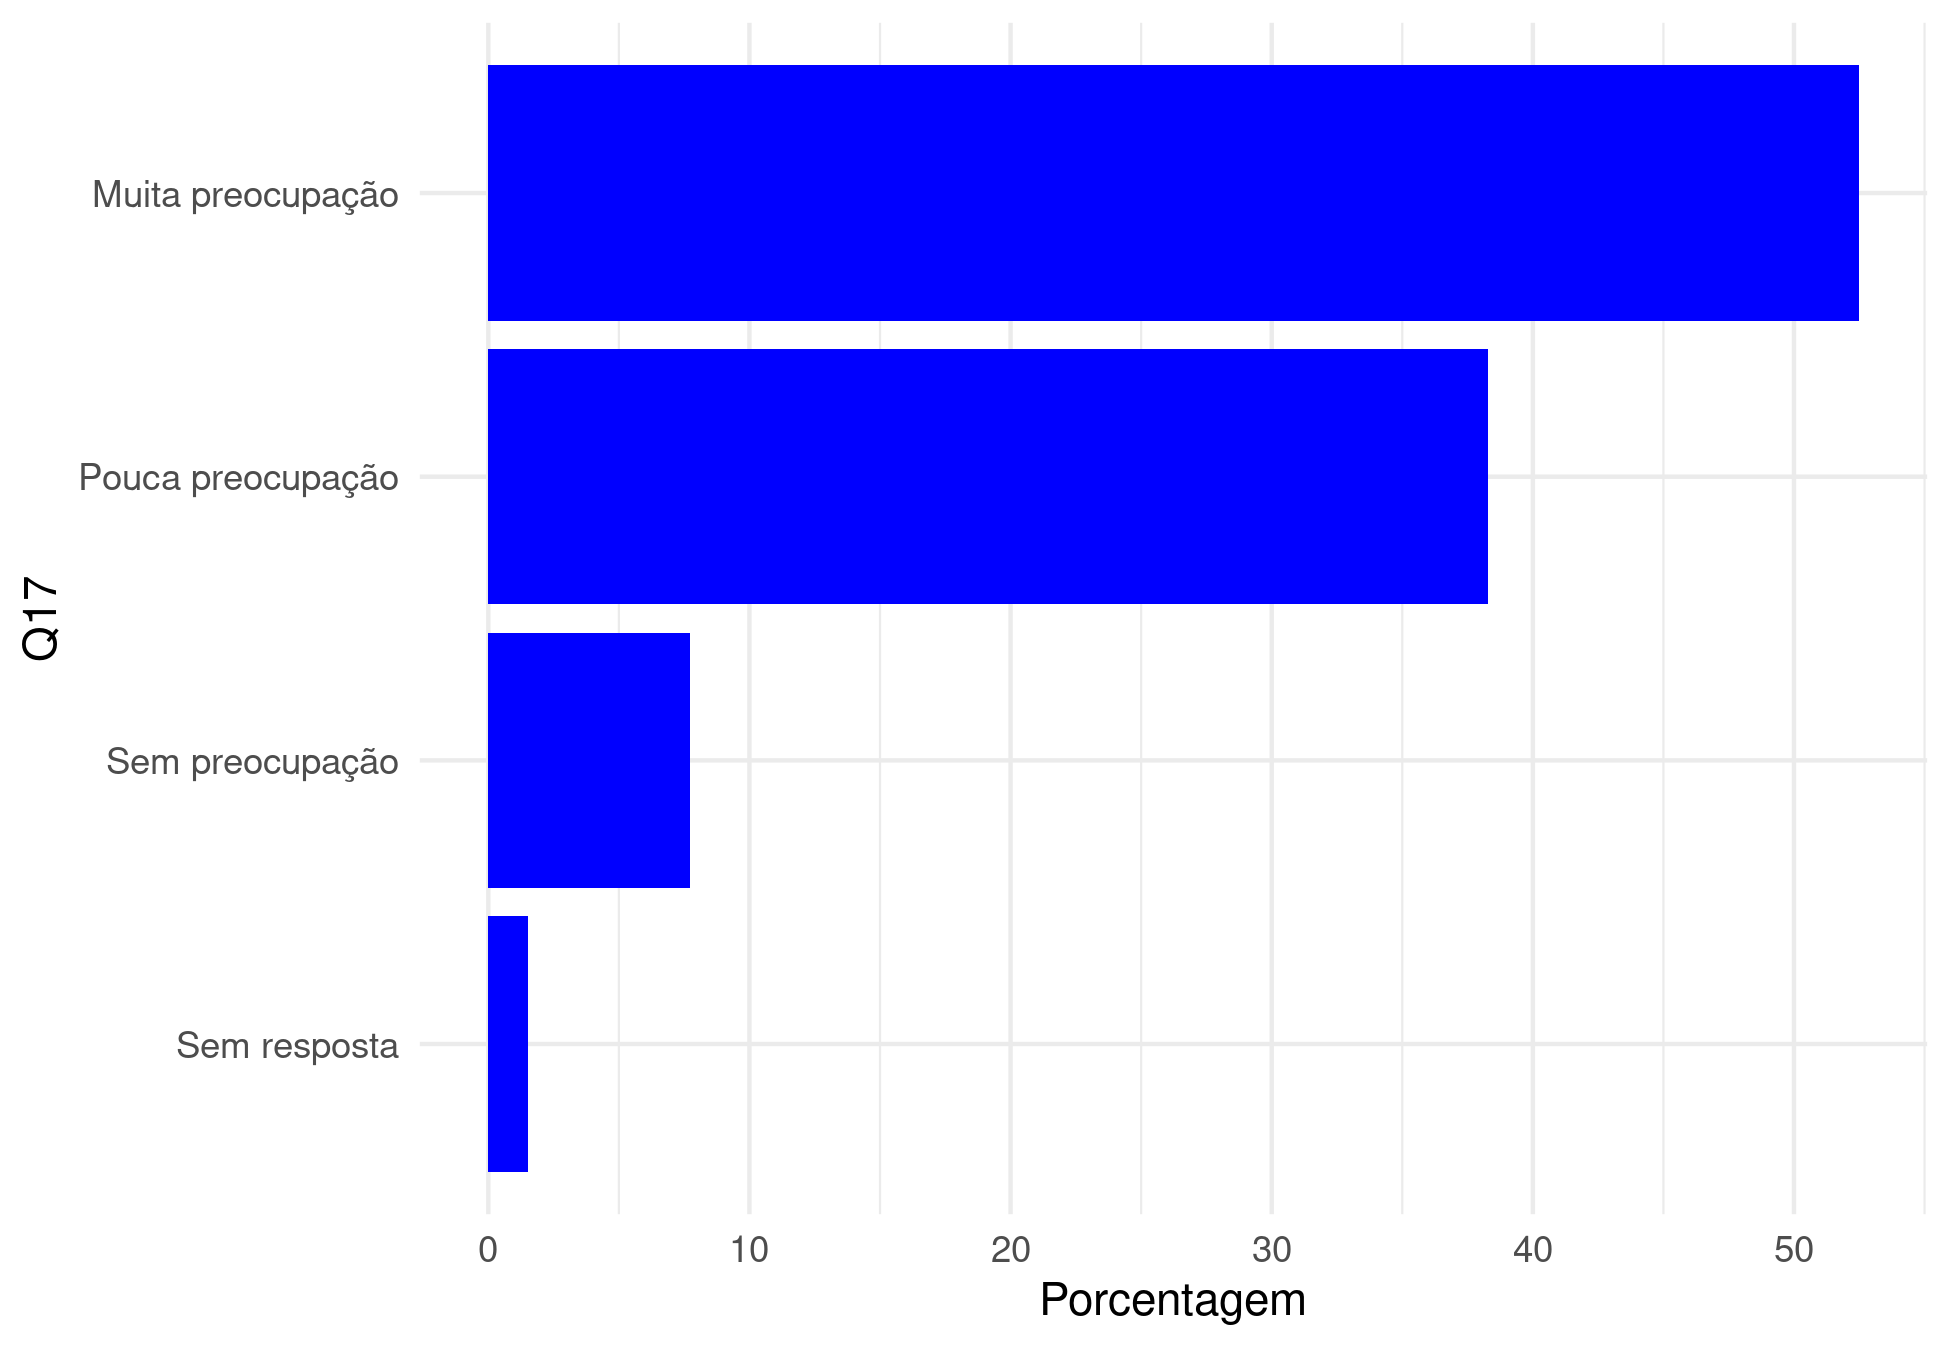 Muita preocupação
Pouca preocupação
Sem preocupação
Sem resposta
Q17
0 10 20 30 40 50
Porcentagem